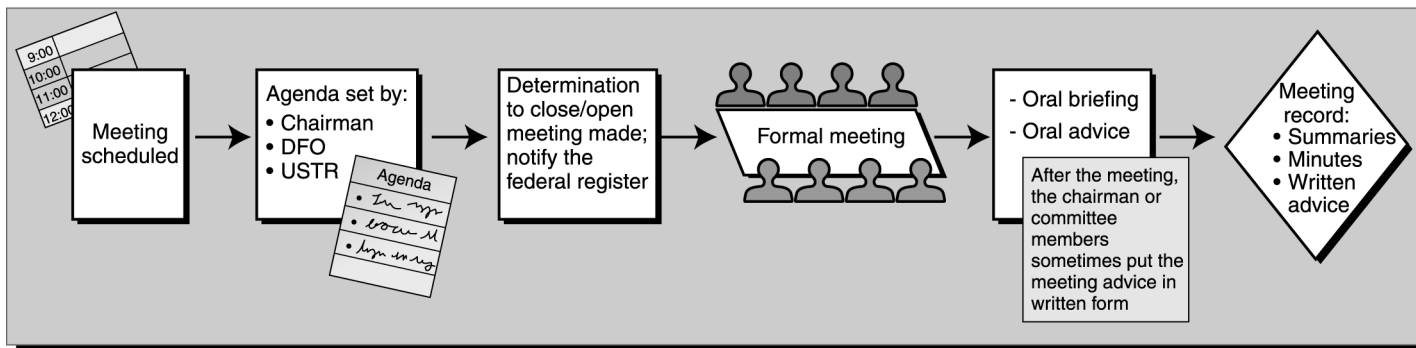 9:00
10:00
11:00
12:00
Meeting
scheduled
Agenda set by:
• Chairman
• DFO
• USTR
Agenda
Determination
to close/open
meeting made;
notify the
federal register
Formal meeting
- Oral briefing
- Oral advice
After the meeting,
the chairman or
committee
members
sometimes put the
meeting advice in
written form
Meeting
record:
• Summaries
• Minutes
• Written
advice